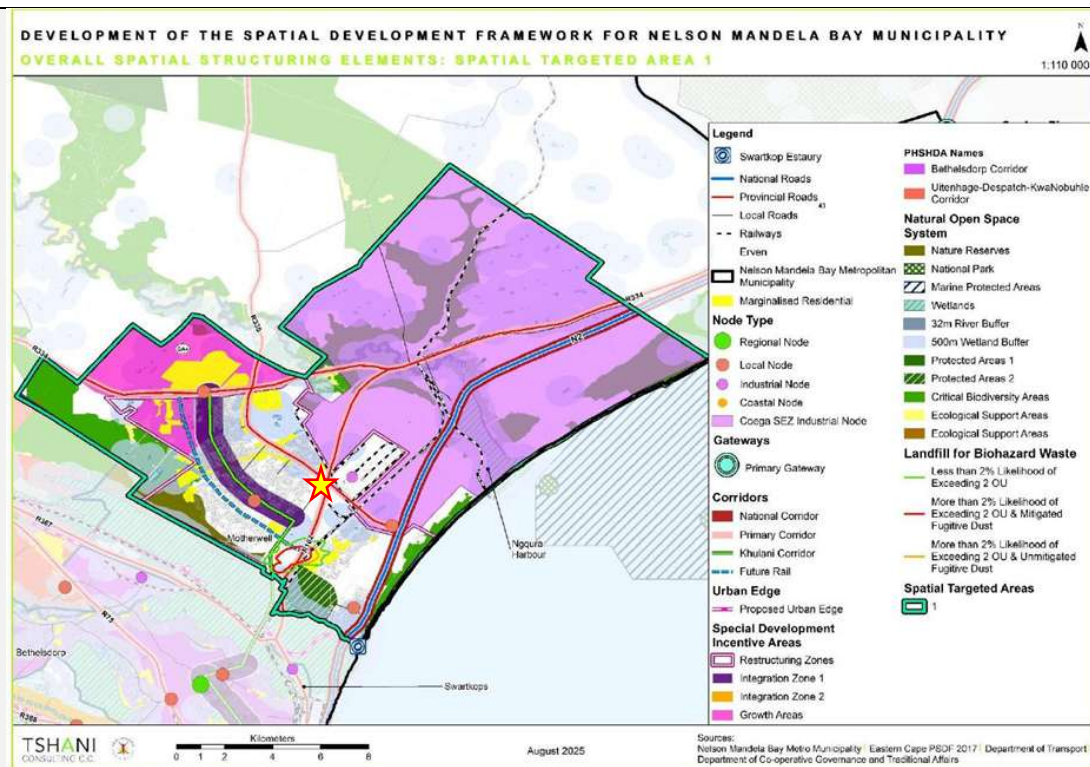 DEVELOPMENT OF THE SPATIAL DEVELOPMENT FRAMEWORK FOR NELSON MANDELA BAY MUNICIPALITY
OVERALL SPATIAL STRUCTURING ELEMENTS: SPATIAL TARGETED AREA 1
N
1:110 000
R335
R334
R334
N2
Motherwell
Ngqura
Harbour
R367
R75
Bethelsdorp
R368
Swartkops
Legend
Swartkop Estaury
National Roads
Provincial Roads
Local Roads
Railways
Erven
Nelson Mandela Bay Metropolitan
Municipality
Marginalised Residential
Node Type
Regional Node
Local Node
Industrial Node
Coastal Node
Coega SEZ Industrial Node
Gateways
Primary Gateway
Corridors
National Corridor
Primary Corridor
Khulani Corridor
Future Rail
Urban Edge
Proposed Urban Edge
Special Development
Incentive Areas
Restructuring Zones
Integration Zone 1
Integration Zone 2
Growth Areas
PHSHDA Names
Bethelsdorp Corridor
Uitenhage-Despatch-KwaNobuhle
Corridor
Natural Open Space
System
Nature Reserves
National Park
Marine Protected Areas
Wetlands
32m River Buffer
500m Wetland Buffer
Protected Areas 1
Protected Areas 2
Critical Biodiversity Areas
Ecological Support Areas
Ecological Support Areas
Landfill for Biohazard Waste
Less than 2% Likelihood of
Exceeding 2 OU
More than 2% Likelihood of
Exceeding 2 OU & Mitigated
Fugitive Dust
More than 2% Likelihood of
Exceeding 2 OU & Unmitigated
Fugitive Dust
Spatial Targeted Areas
1
TSHANI
CONSULTING C.C.
Kilometers
0 1 2 4 6 8
August 2025
Sources:
Nelson Mandela Bay Metro Municipality | Eastern Cape PSDF 2017 | Department of Transport
Department of Co-operative Governance and Traditional Affairs